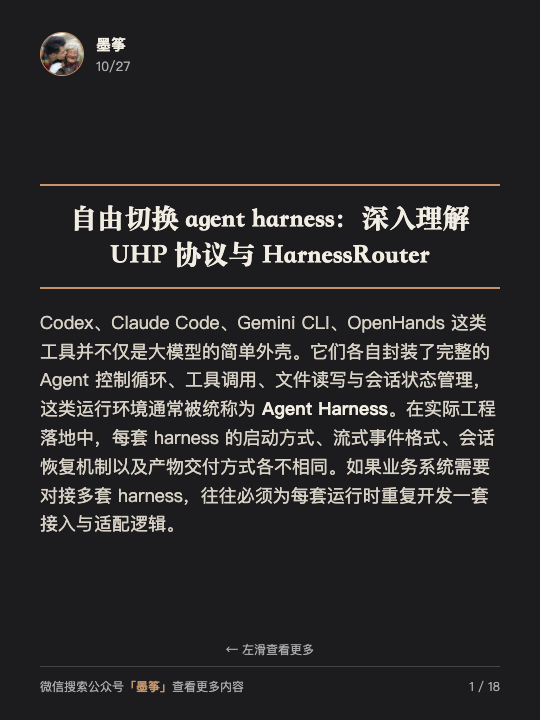 墨筝
10/27
自由切换 agent harness：深入理解
UHP 协议与 HarnessRouter
Codex、Claude Code、Gemini CLI、OpenHands 这类
工具并不仅是大模型的简单外壳。它们各自封装了完整的
Agent 控制循环、工具调用、文件读写与会话状态管理，
这类运行环境通常被统称为 Agent Harness。在实际工程
落地中，每套 harness 的启动方式、流式事件格式、会话
恢复机制以及产物交付方式各不相同。如果业务系统需要
对接多套 harness，往往必须为每套运行时重复开发一套
接入与适配逻辑。
← 左滑查看更多
微信搜索公众号「墨筝」查看更多内容
1 / 18